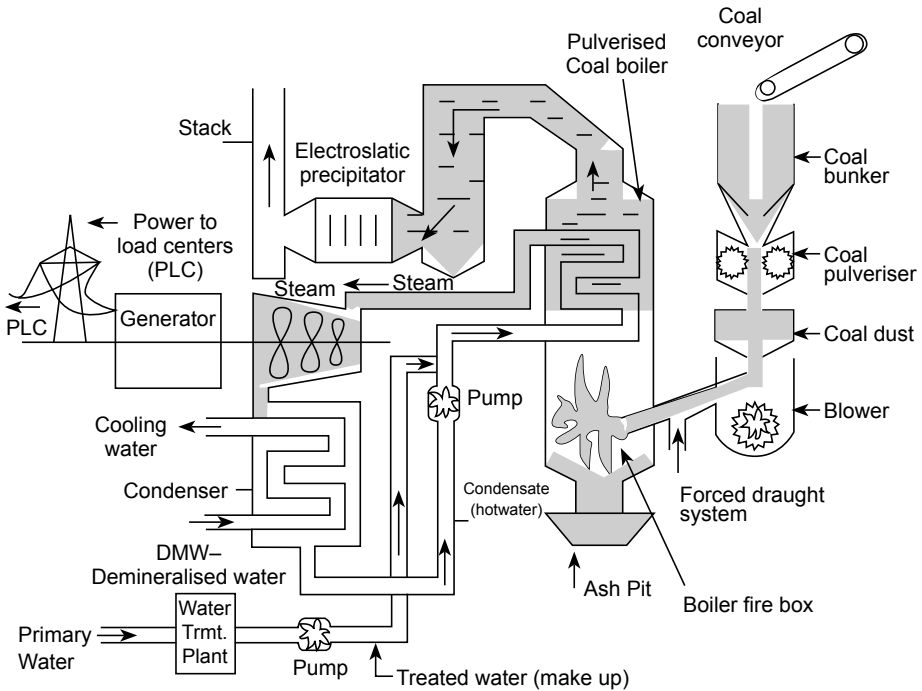 Coal
conveyor
Pulverised
Coal boiler
Stack
Electroslatic
precipitator
Coal
bunker
Power to
load centers
(PLC)
Coal
pulveriser
Steam
Steam
PLC
Generator
Coal dust
Pump
Blower
Cooling
water
Condenser
Condensate
(hotwater)
Forced draught
system
DMW–
Demineralised water
Ash Pit
Boiler fire box
Water
Trmt.
Plant
Primary
Water
Pump
Treated water (make up)